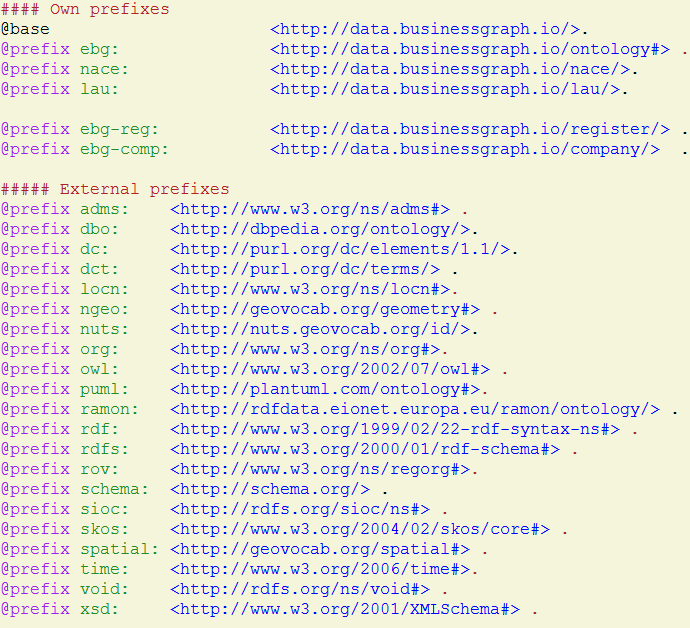 #### Own prefixes
@base                      <http://data.businessgraph.io/>.
@prefix ebg:               <http://data.businessgraph.io/ontology#> .
@prefix nace:              <http://data.businessgraph.io/nace/>.
@prefix lau:               <http://data.businessgraph.io/lau/>.

@prefix ebg-reg:           <http://data.businessgraph.io/register/> .
@prefix ebg-comp:          <http://data.businessgraph.io/company/>  .

##### External prefixes
@prefix adms:    <http://www.w3.org/ns/adms#> .
@prefix dbo:     <http://dbpedia.org/ontology/>.
@prefix dc:      <http://purl.org/dc/elements/1.1/>.
@prefix dct:     <http://purl.org/dc/terms/> .
@prefix locn:    <http://www.w3.org/ns/locn#>.
@prefix ngeo:    <http://geovocab.org/geometry#> .
@prefix nuts:    <http://nuts.geovocab.org/id/>.
@prefix org:     <http://www.w3.org/ns/org#>.
@prefix owl:     <http://www.w3.org/2002/07/owl#> .
@prefix puml:    <http://plantuml.com/ontology#>.
@prefix ramon:   <http://rdfdata.eionet.europa.eu/ramon/ontology/> .
@prefix rdf:     <http://www.w3.org/1999/02/22-rdf-syntax-ns#> .
@prefix rdfs:    <http://www.w3.org/2000/01/rdf-schema#> .
@prefix rov:     <http://www.w3.org/ns/regorg#>.
@prefix schema:  <http://schema.org/> .
@prefix sioc:    <http://rdfs.org/sioc/ns#> .
@prefix skos:    <http://www.w3.org/2004/02/skos/core#> .
@prefix spatial: <http://geovocab.org/spatial#> .
@prefix time:    <http://www.w3.org/2006/time#>.
@prefix void:    <http://rdfs.org/ns/void#> .
@prefix xsd:     <http://www.w3.org/2001/XMLSchema#> .